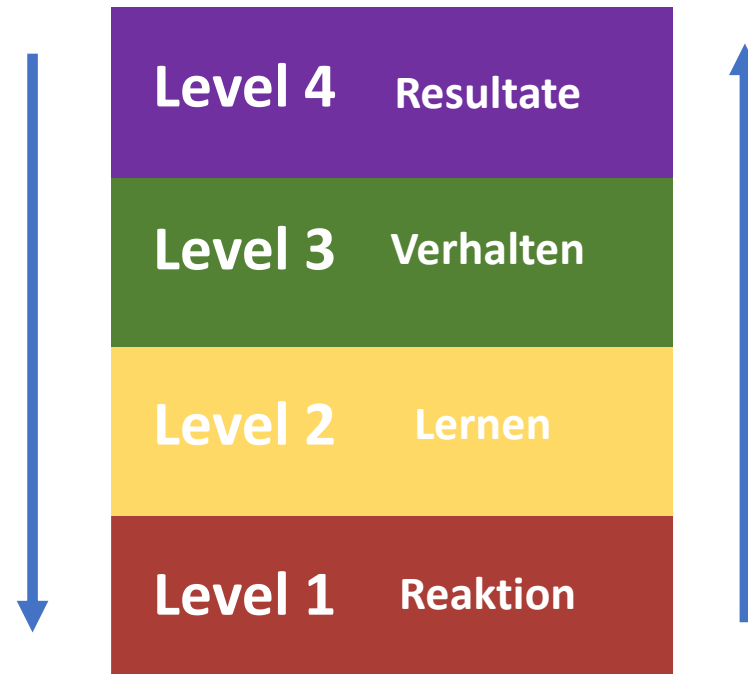 Level 4 Resultate
Level 3 Verhalten
Level 2 Lernen
Level 1 Reaktion